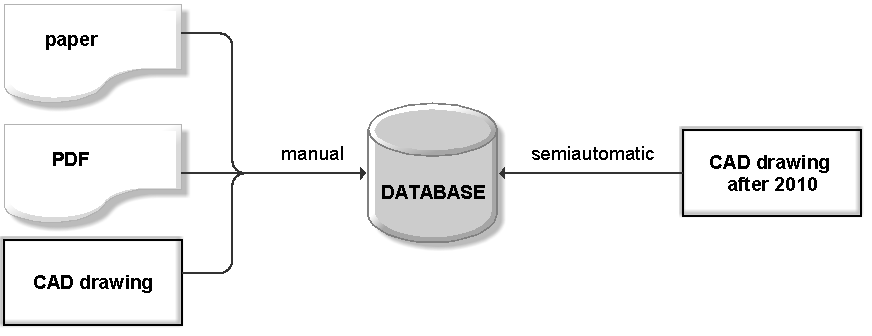 paper
PDF
CAD drawing
manual
DATABASE
semiautomatic
CAD drawing
after 2010